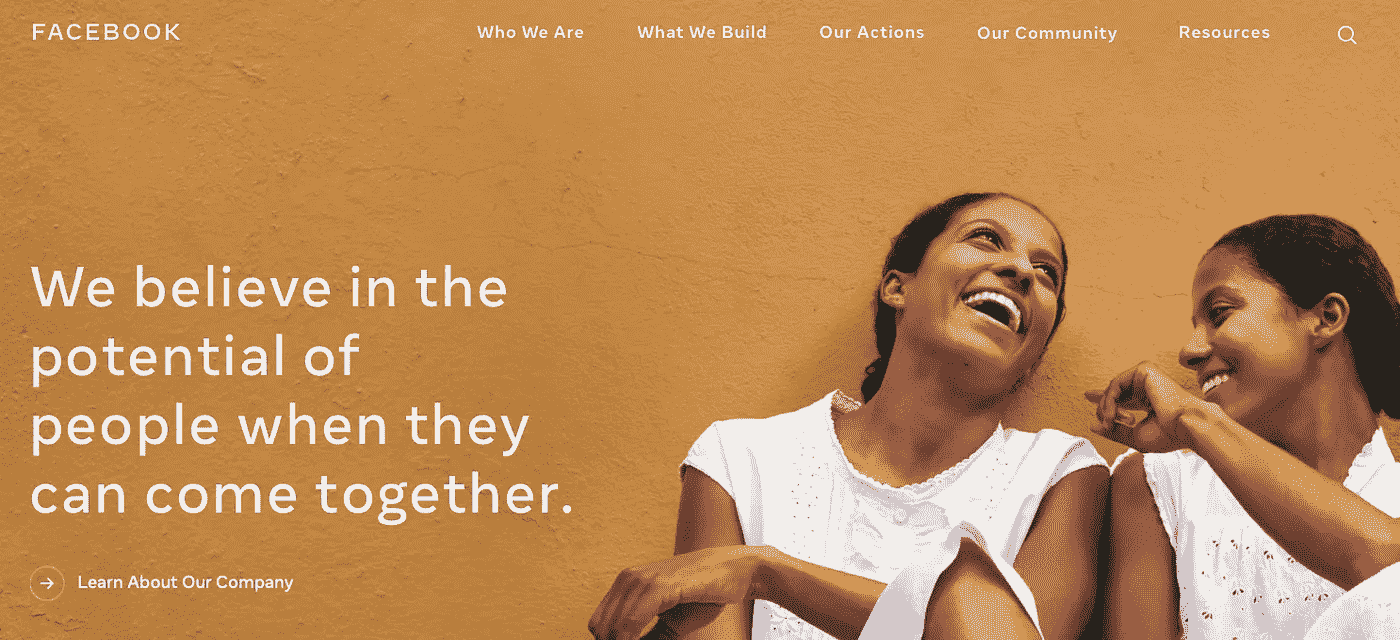 FACEBOOK
Who We Are
What We Build
Our Actions
Our Community
Resources
We believe in the
potential of
people when they
can come together.
Learn About Our Company